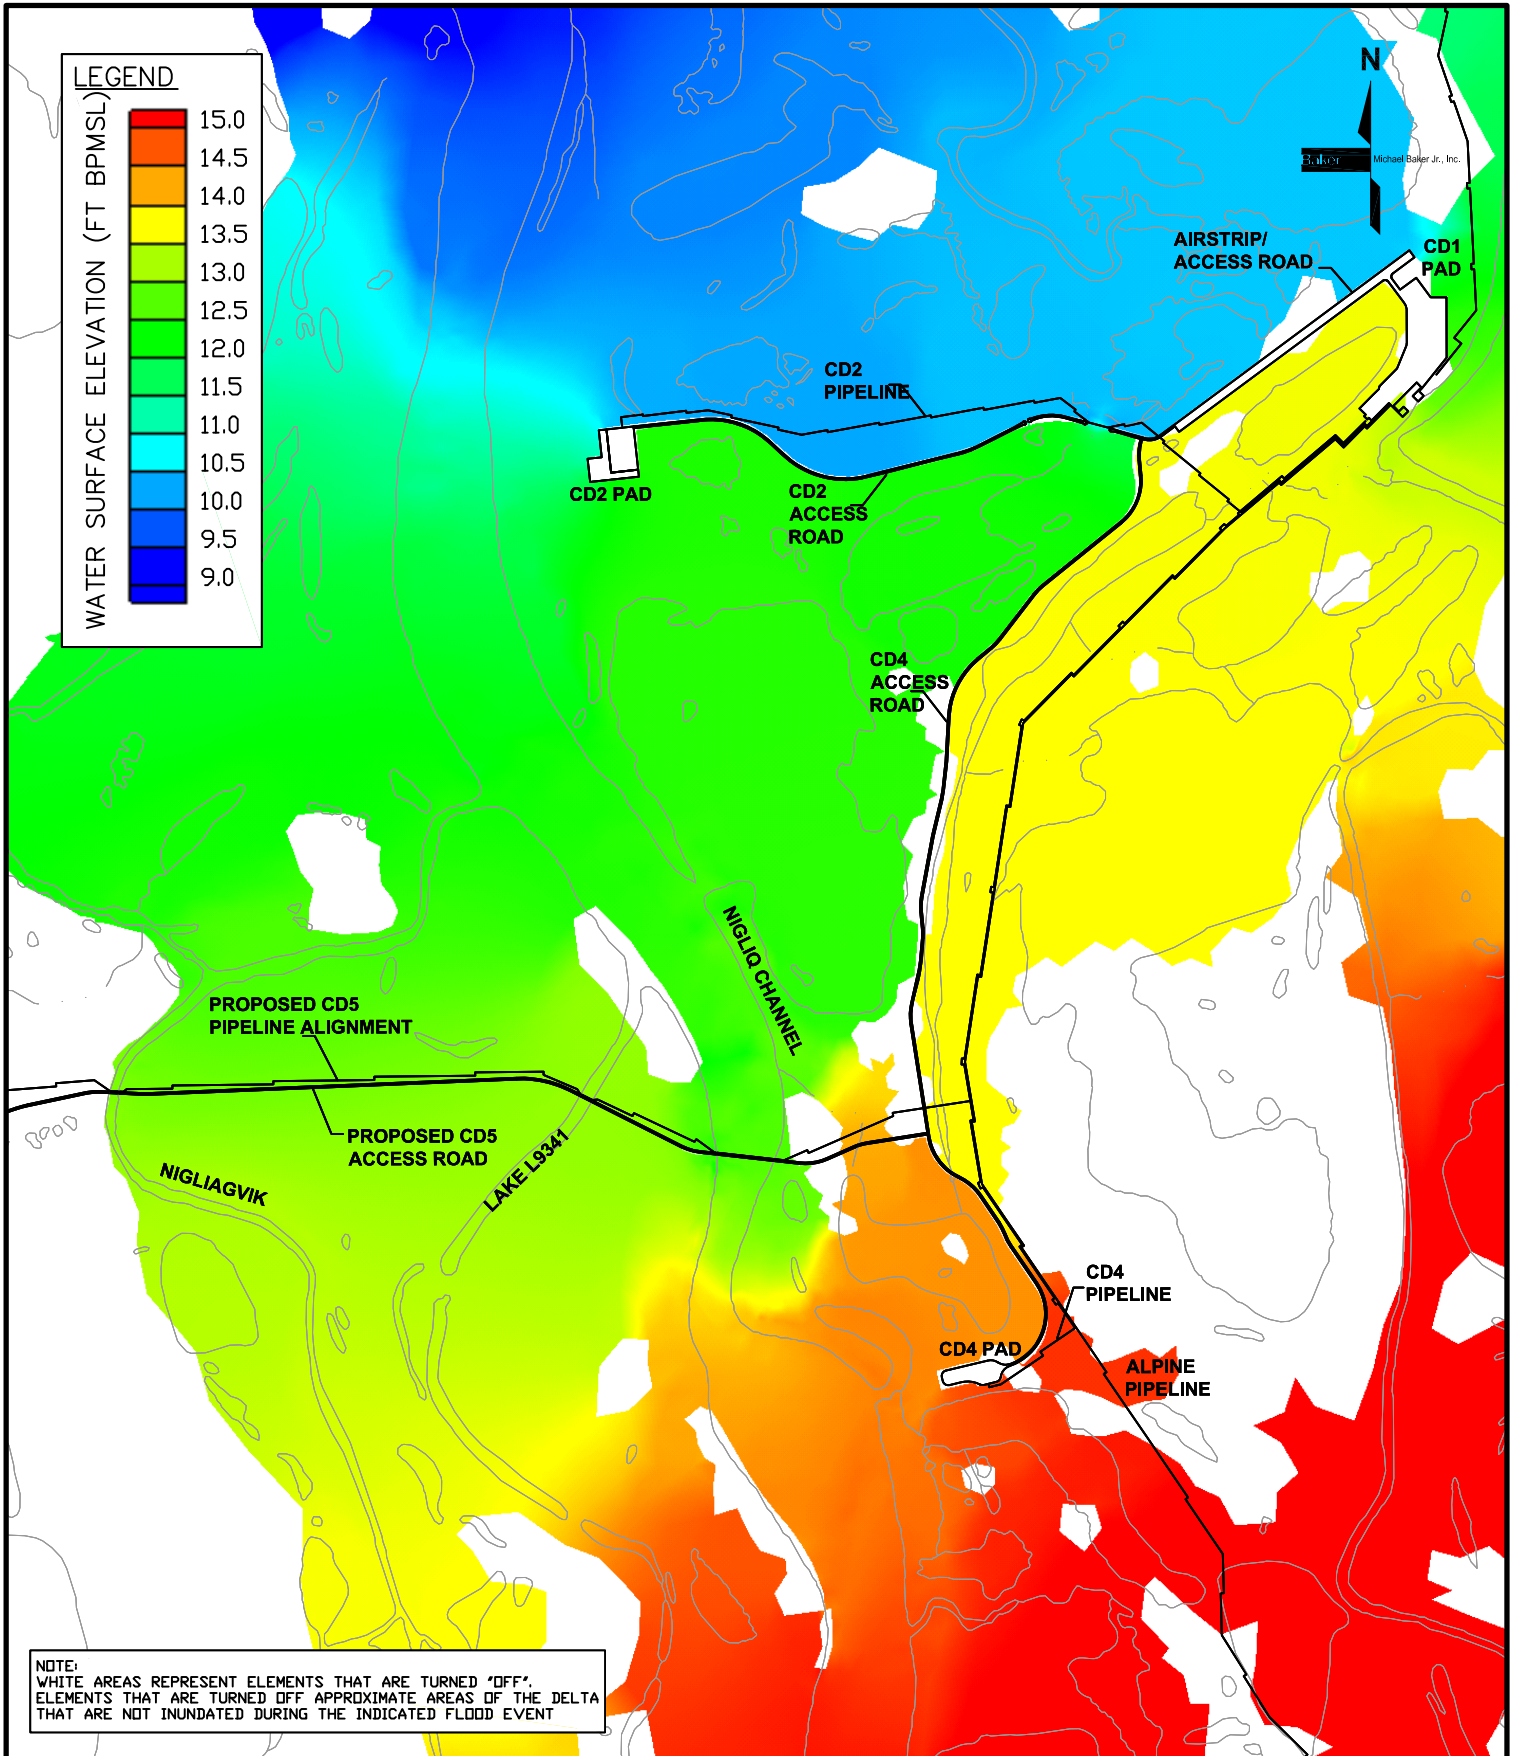 LEGEND
WATER SURFACE ELEVATION (FT BPMSL)
15.0
14.5
14.0
13.5
13.0
12.5
12.0
11.5
11.0
10.5
10.0
9.5
9.0
N
Baker
Michael Baker Jr., Inc.
AIRSTRIP/
ACCESS ROAD
CD1
PAD
CD2
PIPELINE
CD2 PAD
CD2
ACCESS
ROAD
CD4
ACCESS
ROAD
NIGLIQ CHANNEL
PROPOSED CD5
PIPELINE ALIGNMENT
PROPOSED CD5
ACCESS ROAD
LAKE L9341
NIGLIAGVIK
CD4
PIPELINE
CD4 PAD
ALPINE
PIPELINE
NOTE:
WHITE AREAS REPRESENT ELEMENTS THAT ARE TURNED "OFF".
ELEMENTS THAT ARE TURNED OFF APPROXIMATE AREAS OF THE DELTA
THAT ARE NOT INUNDATED DURING THE INDICATED FLOOD EVENT